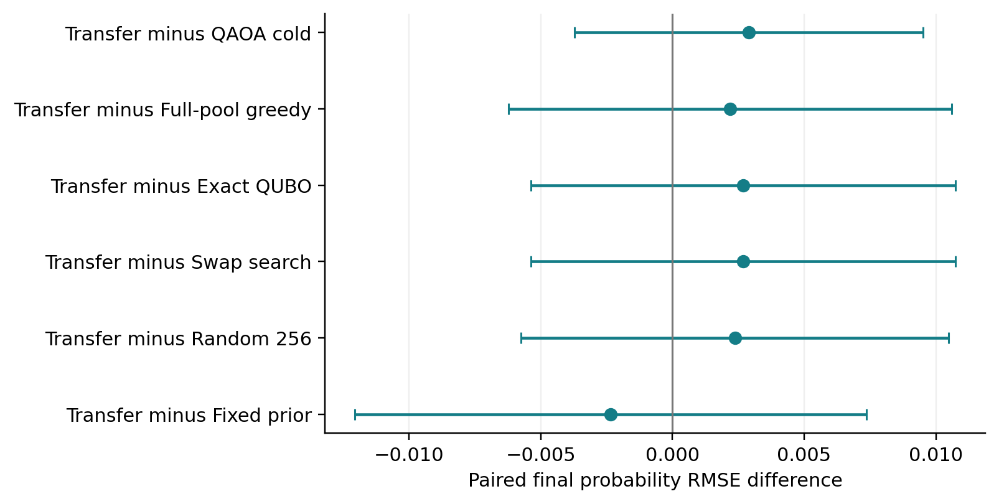 Transfer minus QAOA cold
Transfer minus Full-pool greedy
Transfer minus Exact QUBO
Transfer minus Swap search
Transfer minus Random 256
Transfer minus Fixed prior
−0.010 −0.005 0.000 0.005 0.010
Paired final probability RMSE difference